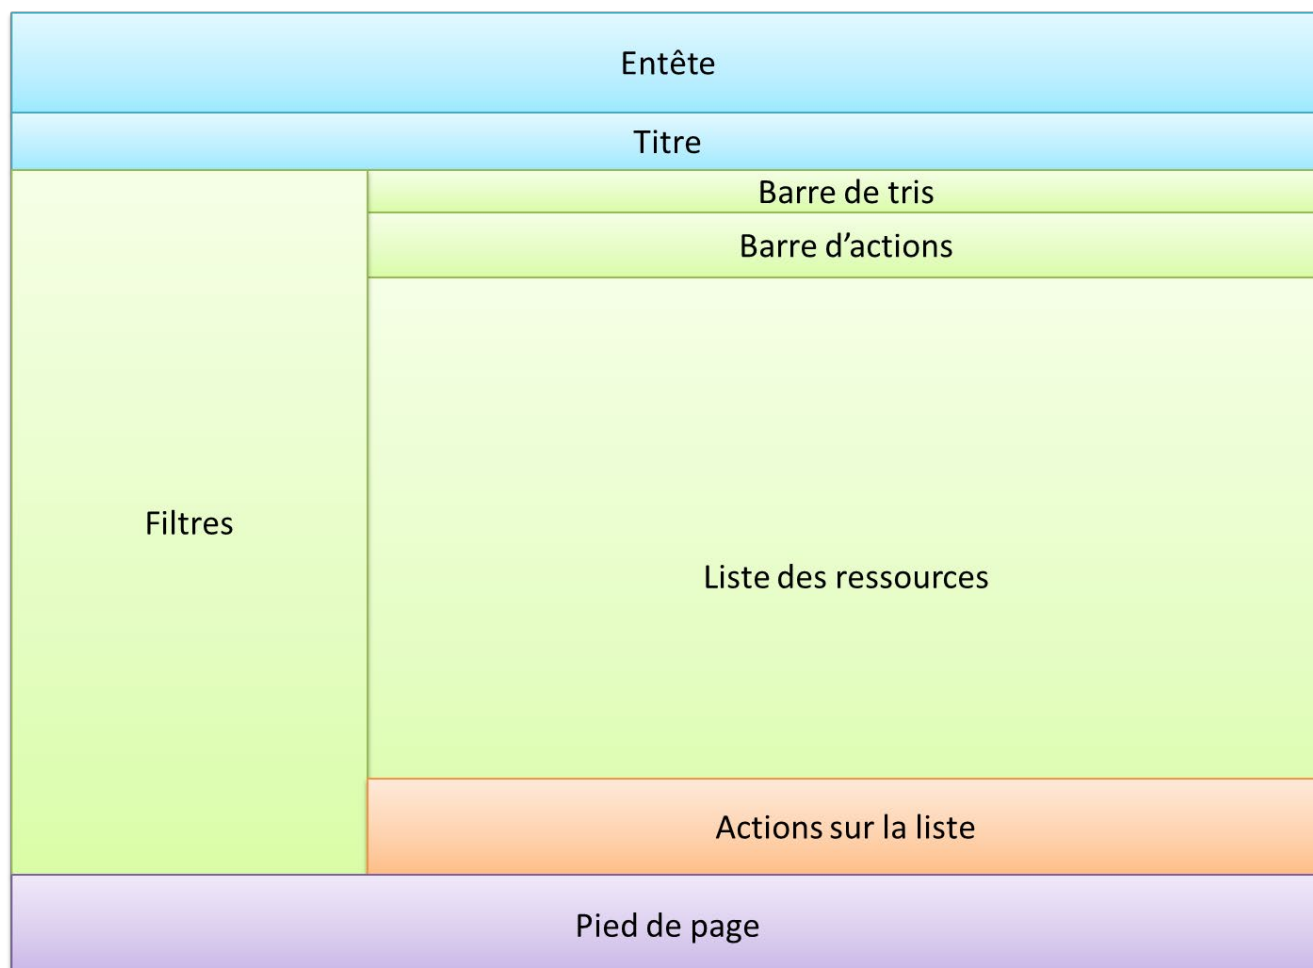 Entête
Titre
Barre de tris
Barre d’actions
Filtres
Liste des ressources
Actions sur la liste
Pied de page